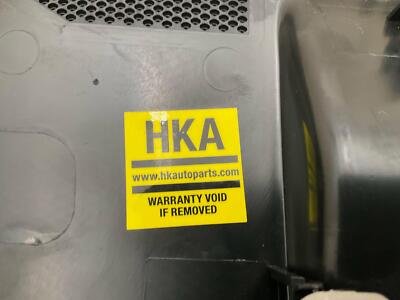 HKA
www.hkautoparts.com
WARRANTY VOID
IF REMOVED